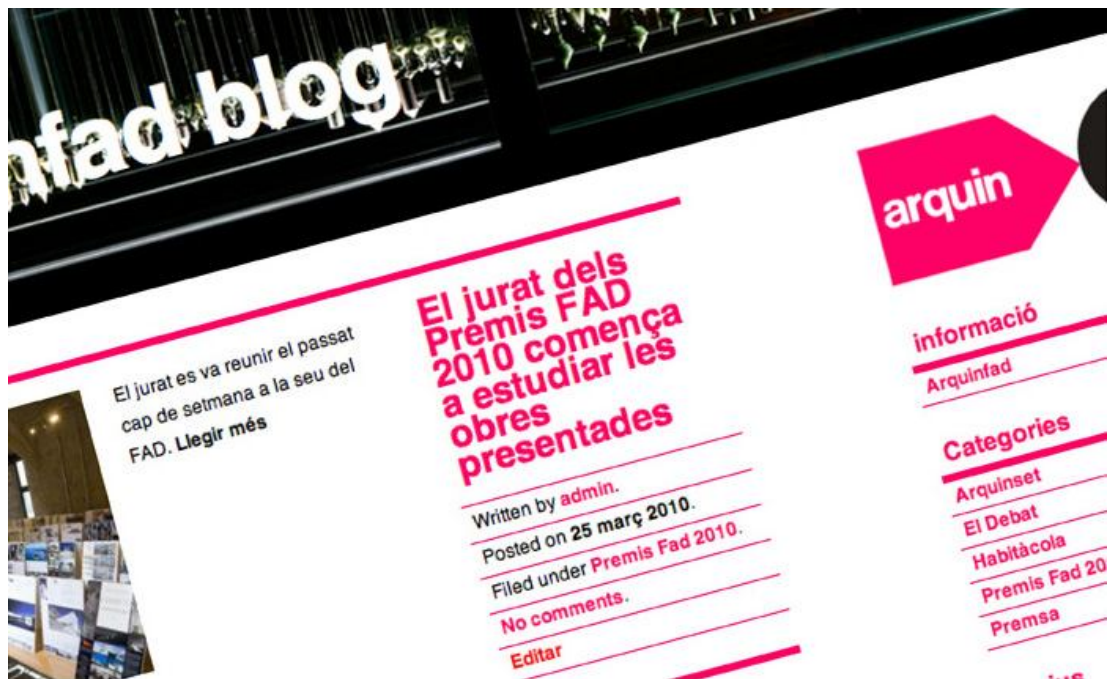 nfad blog
El jurat es va reunir el passat
cap de setmana a la seu del
FAD. Llegir més
El jurat dels
Premis FAD
2010 comença
a estudiar les
obres
presentades
Written by admin.
Posted on 25 març 2010.
Filed under Premis Fad 2010.
No comments.
Editar
arquin
informació
Arquinfad
Categories
Arquinset
El Debat
Habitàcola
Premis Fad 20
Premsa